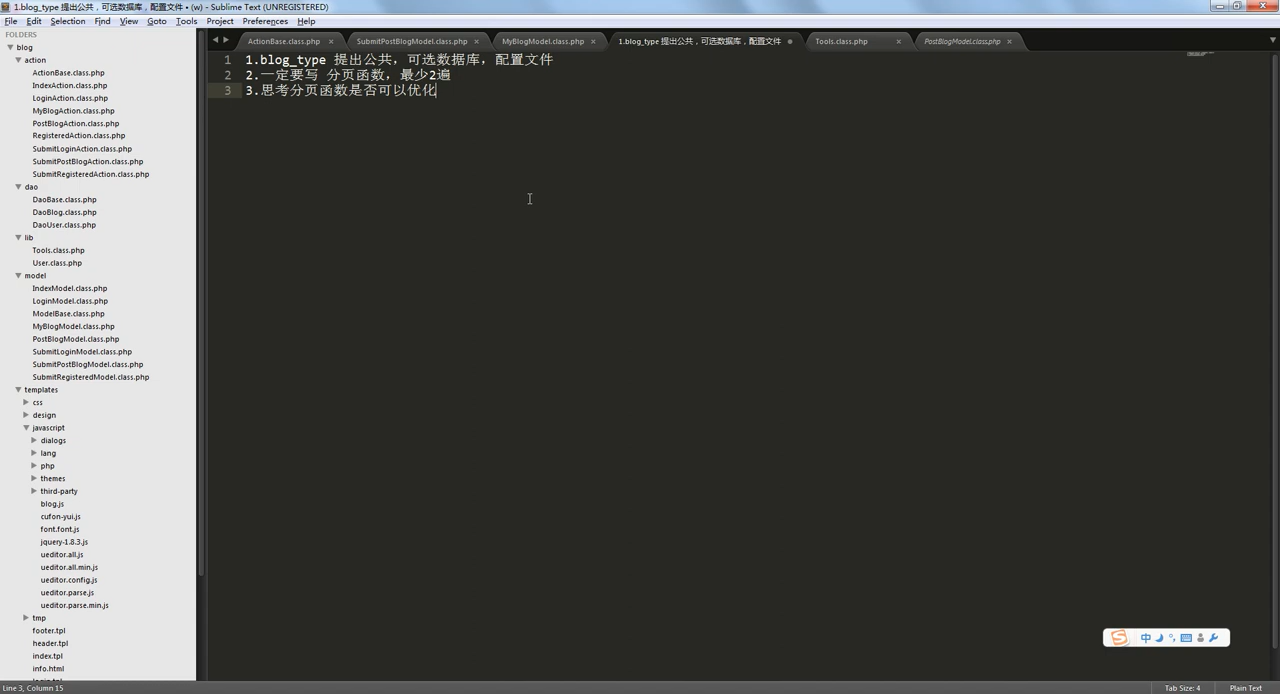 1.blog_type 提出公共，可选数据库，配置文件 • (w) - Sublime Text (UNREGISTERED)
File Edit Selection Find View Goto Tools Project Preferences Help
FOLDERS
blog
action
ActionBase.class.php
IndexAction.class.php
LoginAction.class.php
MyBlogAction.class.php
PostBlogAction.class.php
RegisteredAction.class.php
SubmitLoginAction.class.php
SubmitPostBlogAction.class.php
SubmitRegisteredAction.class.php
dao
DaoBase.class.php
DaoBlog.class.php
DaoUser.class.php
lib
Tools.class.php
User.class.php
model
IndexModel.class.php
LoginModel.class.php
ModelBase.class.php
MyBlogModel.class.php
PostBlogModel.class.php
SubmitLoginModel.class.php
SubmitPostBlogModel.class.php
SubmitRegisteredModel.class.php
templates
css
design
javascript
dialogs
lang
php
themes
third-party
blog.js
cufon-yui.js
font.font.js
jquery-1.8.3.js
ueditor.all.js
ueditor.all.min.js
ueditor.config.js
ueditor.parse.js
ueditor.parse.min.js
tmp
footer.tpl
header.tpl
index.tpl
info.html
ActionBase.class.php SubmitPostBlogModel.class.php MyBlogModel.class.php 1.blog_type 提出公共，可选数据库，配置文件 Tools.class.php PostBlogModel.class.php
1 1.blog_type 提出公共，可选数据库，配置文件
2 2.一定要写 分页函数，最少2遍
3 3.思考分页函数是否可以优化
中
Line 3, Column 15
Tab Size: 4 Plain Text